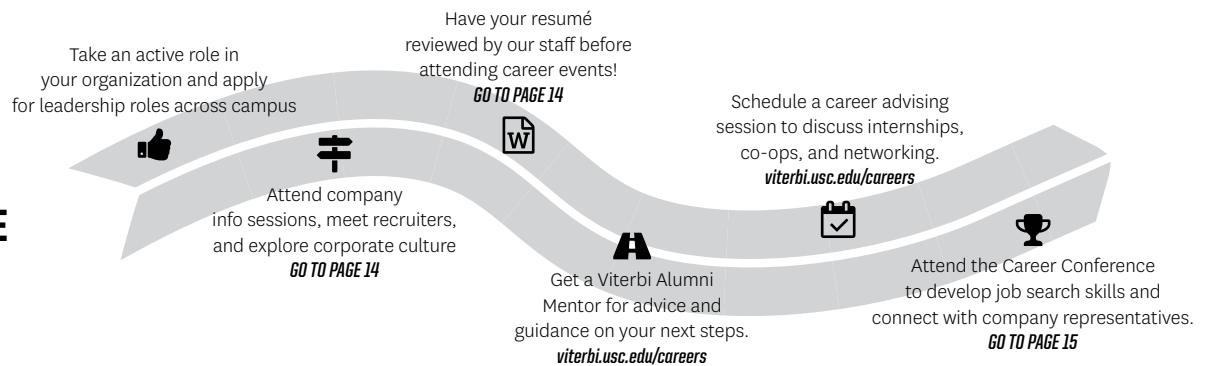 Take an active role in
your organization and apply
for leadership roles across campus
E
Attend company
info sessions, meet recruiters,
and explore corporate culture
GO TO PAGE 14
Have your resumé
reviewed by our staff before
attending career events!
GO TO PAGE 14
W
Get a Viterbi Alumni
Mentor for advice and
guidance on your next steps.
viterbi.usc.edu/careers
Schedule a career advising
session to discuss internships,
co-ops, and networking.
viterbi.usc.edu/careers
Attend the Career Conference
to develop job search skills and
connect with company representatives.
GO TO PAGE 15